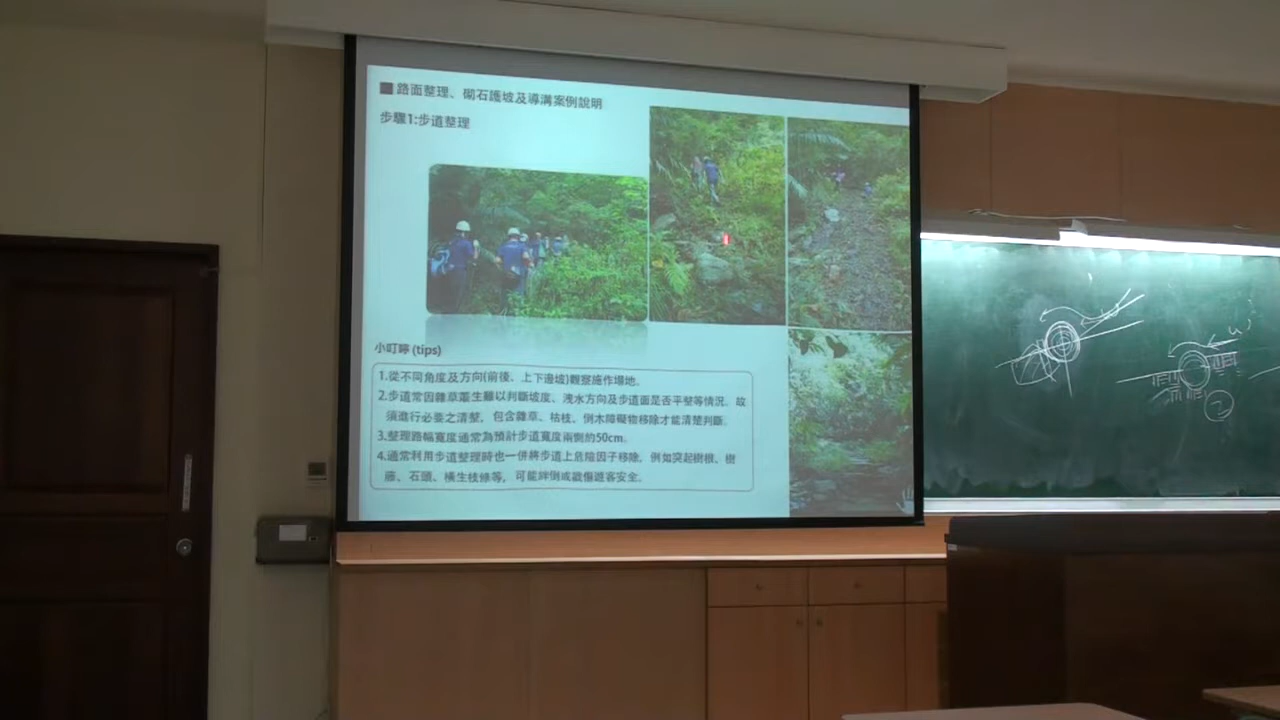 ■路面整理、砌石護坡及導溝案例說明
步驟1:步道整理
小叮嚀 (tips)
1.從不同角度及方向(前後、上下邊坡)觀察施作場地。
2.步道常因雜草叢生難以判斷坡度、洩水方向及步道面是否平整等情況，故
須進行必要之清整，包含雜草、枯枝、倒木障礙物移除才能清楚判斷。
3.整理路幅寬度通常為預計步道寬度兩側約50cm。
4.通常利用步道整理時也一併將步道上危險因子移除，例如突起樹根、樹
藤、石頭、橫生枝條等，可能絆倒或戳傷遊客安全。
2